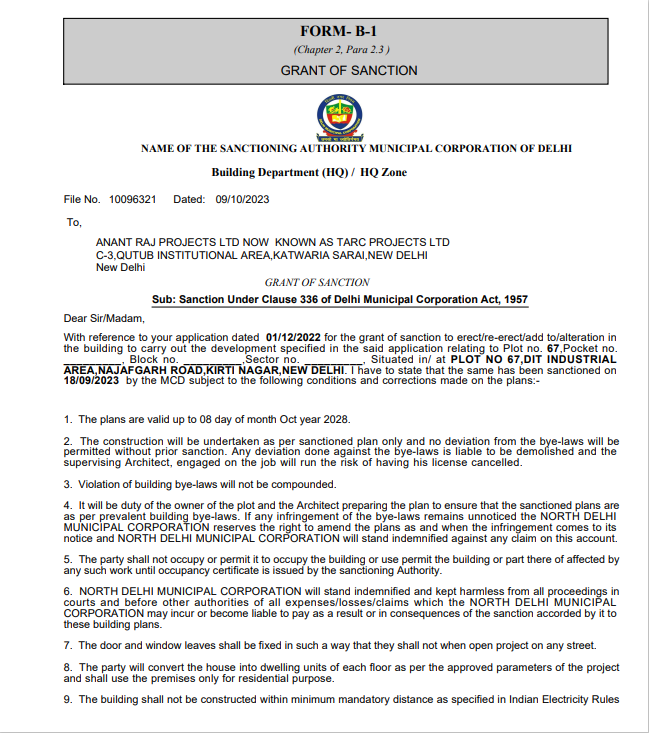 FORM- B-1
(Chapter 2, Para 2.3 )
GRANT OF SANCTION
NAME OF THE SANCTIONING AUTHORITY MUNICIPAL CORPORATION OF DELHI
Building Department (HQ) / HQ Zone
File No. 10096321 Dated: 09/10/2023
To,
ANANT RAJ PROJECTS LTD NOW KNOWN AS TARC PROJECTS LTD
C-3,QUTUB INSTITUTIONAL AREA,KATWARIA SARAI,NEW DELHI
New Delhi
GRANT OF SANCTION
Sub: Sanction Under Clause 336 of Delhi Municipal Corporation Act, 1957
Dear Sir/Madam,
With reference to your application dated 01/12/2022 for the grant of sanction to erect/re-erect/add to/alteration in
the building to carry out the development specified in the said application relating to Plot no. 67,Pocket no.
__________, Block no. __________,Sector no. __________, Situated in/ at PLOT NO 67,DIT INDUSTRIAL
AREA,NAJAFGARH ROAD,KIRTI NAGAR,NEW DELHI. I have to state that the same has been sanctioned on
18/09/2023 by the MCD subject to the following conditions and corrections made on the plans:-
1. The plans are valid up to 08 day of month Oct year 2028.
2. The construction will be undertaken as per sanctioned plan only and no deviation from the bye-laws will be
permitted without prior sanction. Any deviation done against the bye-laws is liable to be demolished and the
supervising Architect, engaged on the job will run the risk of having his license cancelled.
3. Violation of building bye-laws will not be compounded.
4. It will be duty of the owner of the plot and the Architect preparing the plan to ensure that the sanctioned plans are
as per prevalent building bye-laws. If any infringement of the bye-laws remains unnoticed the NORTH DELHI
MUNICIPAL CORPORATION reserves the right to amend the plans as and when the infringement comes to its
notice and NORTH DELHI MUNICIPAL CORPORATION will stand indemnified against any claim on this account.
5. The party shall not occupy or permit it to occupy the building or use permit the building or part there of affected by
any such work until occupancy certificate is issued by the sanctioning Authority.
6. NORTH DELHI MUNICIPAL CORPORATION will stand indemnified and kept harmless from all proceedings in
courts and before other authorities of all expenses/losses/claims which the NORTH DELHI MUNICIPAL
CORPORATION may incur or become liable to pay as a result or in consequences of the sanction accorded by it to
these building plans.
7. The door and window leaves shall be fixed in such a way that they shall not when open project on any street.
8. The party will convert the house into dwelling units of each floor as per the approved parameters of the project
and shall use the premises only for residential purpose.
9. The building shall not be constructed within minimum mandatory distance as specified in Indian Electricity Rules